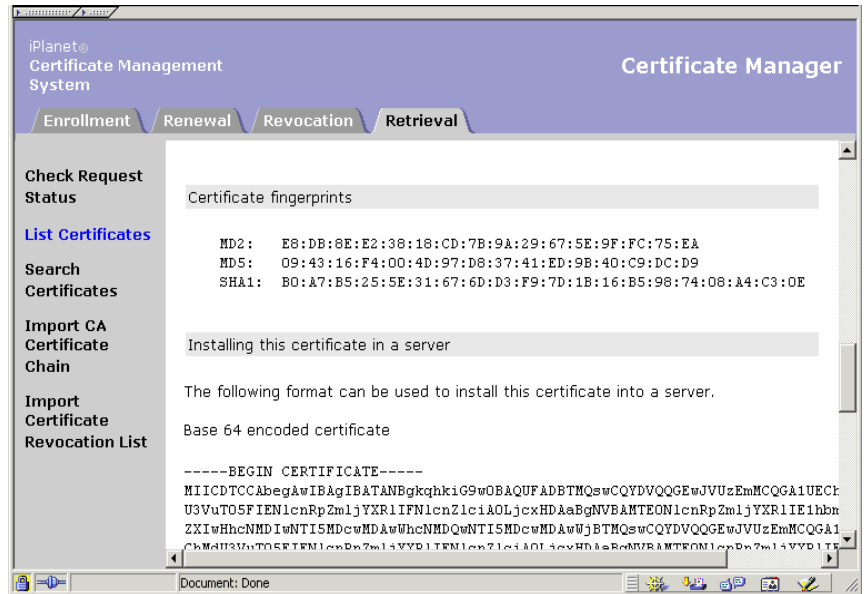 iPlanet®
Certificate Management
System
Certificate Manager
Enrollment
Renewal
Revocation
Retrieval
Check Request
Status
List Certificates
Search
Certificates
Import CA
Certificate
Chain
Import
Certificate
Revocation List
Certificate fingerprints
MD2: E8:DB:8E:E2:38:18:CD:7B:9A:29:67:5E:9F:FC:75:EA
MD5: 09:43:16:F4:00:4D:97:D8:37:41:ED:9B:40:C9:DC:D9
SHA1: B0:A7:B5:25:5E:31:67:6D:D3:F9:7D:1B:16:B5:98:74:08:A4:C3:0E
Installing this certificate in a server
The following format can be used to install this certificate into a server.
Base 64 encoded certificate
-----BEGIN CERTIFICATE-----
MIICDTCCAbegAwIBAgIBATANBgkqhkiG9w0BAQUFADBTMQswCQYDVQQGEwJVUzEmMCQGA1UECh
U3VuTO5FIENlcnRpZmljYXRlIFNlcnZlciA0LjcxHDAaBgNVBAMTEONlcnRpZmljYXRlIE1hbm
ZXIwHhcNMDIwNTI5MDcwMDAwWhcNMDQwNTI5MDcwMDAwWjBTMQswCQYDVQQGEwJVUzEmMCQGA1
Document: Done